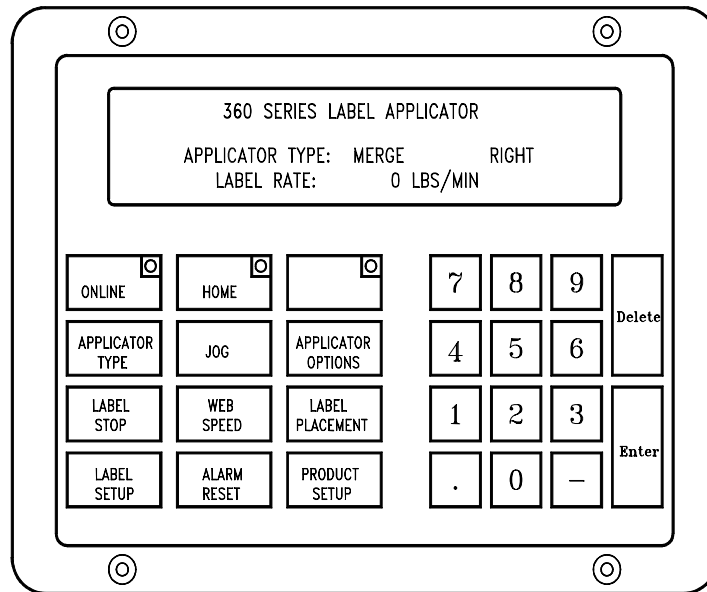 360 SERIES LABEL APPLICATOR
APPLICATOR TYPE: MERGE RIGHT
LABEL RATE: 0 LBS/MIN
ONLINE
HOME
APPLICATOR
TYPE
JOG
APPLICATOR
OPTIONS
LABEL
STOP
WEB
SPEED
LABEL
PLACEMENT
LABEL
SETUP
ALARM
RESET
PRODUCT
SETUP
7 8 9
Delete
4 5 6
1 2 3
Enter
. 0 −